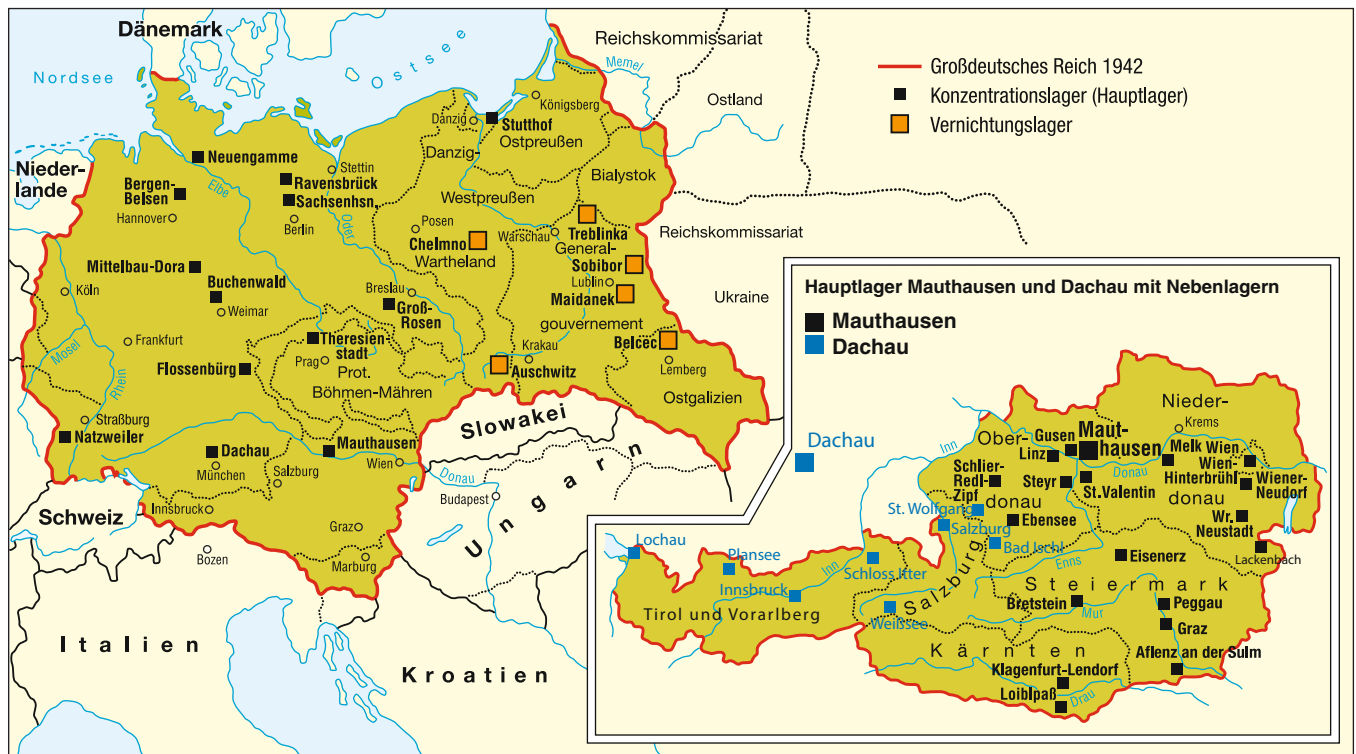 Dänemark
Nordsee
Ostsee
Reichskommissariat
Ostland
Memel
Großdeutsches Reich 1942
Konzentrationslager (Hauptlager)
Vernichtungslager
Königsberg
Danzig
Stutthof
Ostpreußen
Danzig-
Westpreußen
Bialystok
Nieder-
lande
Neuengamme
Stettin
Bergen-
Belsen
Elbe
Ravensbrück
Sachsenhsn.
Hannover
Berlin
Oder
Posen
Chelmno
Wartheland
Warschau
Treblinka
General-
Sobibor
Lublin
Maidanek
gouvernement
Reichskommissariat
Ukraine
Mittelbau-Dora
Buchenwald
Weimar
Köln
Breslau
Groß-
Rosen
Mosel
Frankfurt
Rhein
Theresien-
stadt
Prag
Prot.
Böhmen-Mähren
Flossenbürg
Krakau
Auschwitz
Belcec
Lemberg
Ostgalizien
Straßburg
Natzweiler
Dachau
München
Salzburg
Mauthausen
Wien
Donau
Slowakei
Budapest
Ungarn
Schweiz
Innsbruck
Bozen
Graz
Marburg
Italien
Kroatien
Hauptlager Mauthausen und Dachau mit Nebenlagern
Mauthausen
Dachau
Dachau
Inn
Ober-
donau
Nieder-
donau
Krems
Gusen
Linz
Maut-
hausen
Donau
Melk
Wien
Wien-
Hinterbrühl
Wiener-
Neudorf
Schlier-
Redl-
Zipf
Steyr
St.Valentin
Wr.
Neustadt
St. Wolfgang
Salzburg
Ebensee
Bad Ischl
Enns
Eisenerz
Lackenbach
Lochau
Plansee
Inn
Innsbruck
Schloss Itter
Tirol und Vorarlberg
Salzburg
Weißsee
Steiermark
Bretstein
Mur
Peggau
Graz
Kärnten
Aflenz an der Sulm
Klagenfurt-Lendorf
Loiblpaß
Drau